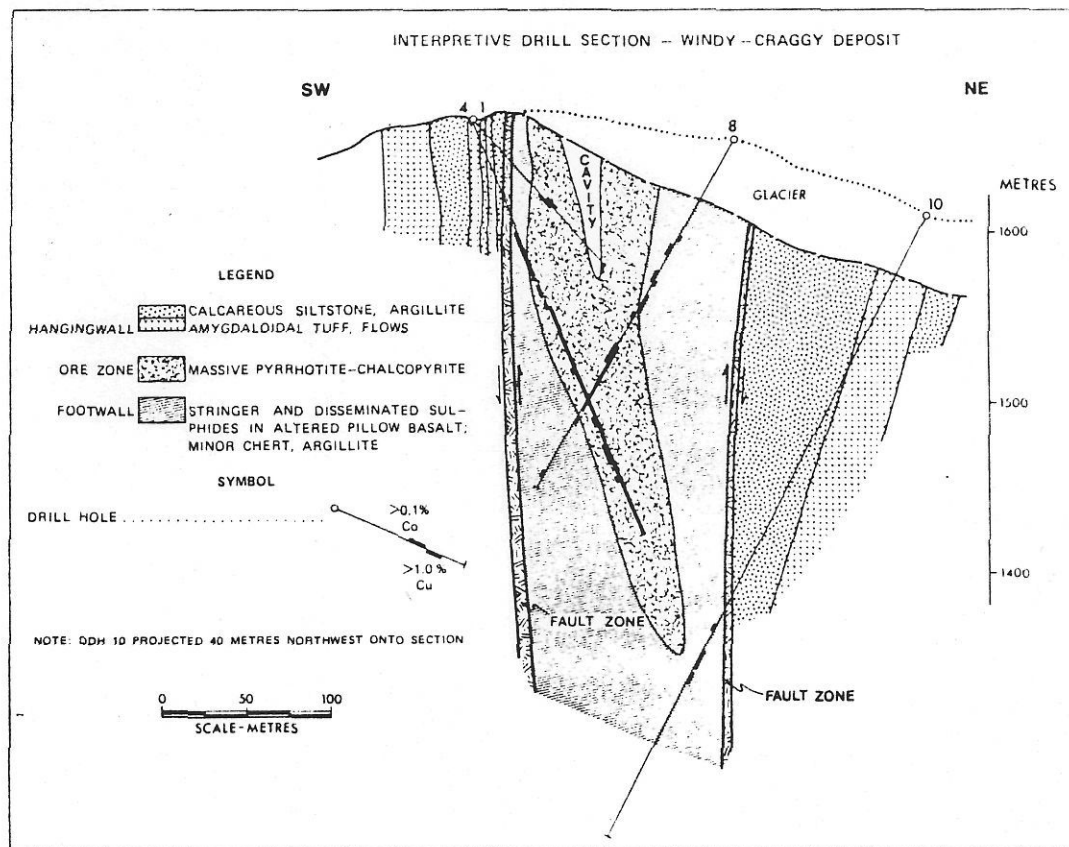 INTERPRETIVE DRILL SECTION -- WINDY--CRAGGY DEPOSIT
SW
NE
4 1
8
10
CAVITY
GLACIER
METRES
1600
1500
1400
LEGEND
HANGINGWALL
CALCAREOUS SILTSTONE, ARGILLITE
AMYGDALOIDAL TUFF, FLOWS
ORE ZONE
MASSIVE PYRRHOTITE-CHALCOPYRITE
FOOTWALL
STRINGER AND DISSEMINATED SUL-
PHIDES IN ALTERED PILLOW BASALT;
MINOR CHERT, ARGILLITE
SYMBOL
DRILL HOLE
>0.1%
Co
>1.0%
Cu
FAULT ZONE
FAULT ZONE
NOTE: DDH 10 PROJECTED 40 METRES NORTHWEST ONTO SECTION
0 50 100
SCALE-METRES